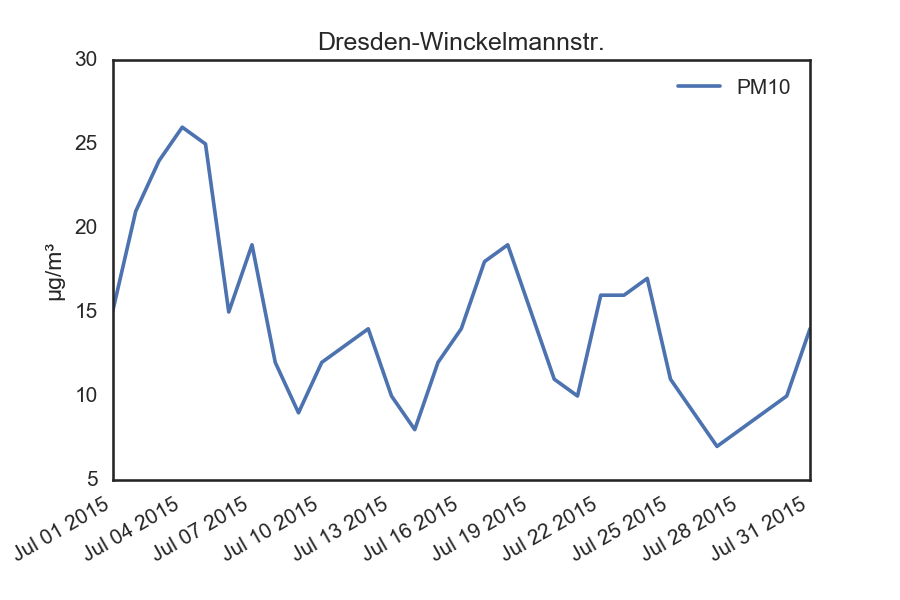 Dresden-Winckelmannstr.
30
PM10
25
20
µg/m³
15
10
5
Jul 01 2015
Jul 04 2015
Jul 07 2015
Jul 10 2015
Jul 13 2015
Jul 16 2015
Jul 19 2015
Jul 22 2015
Jul 25 2015
Jul 28 2015
Jul 31 2015